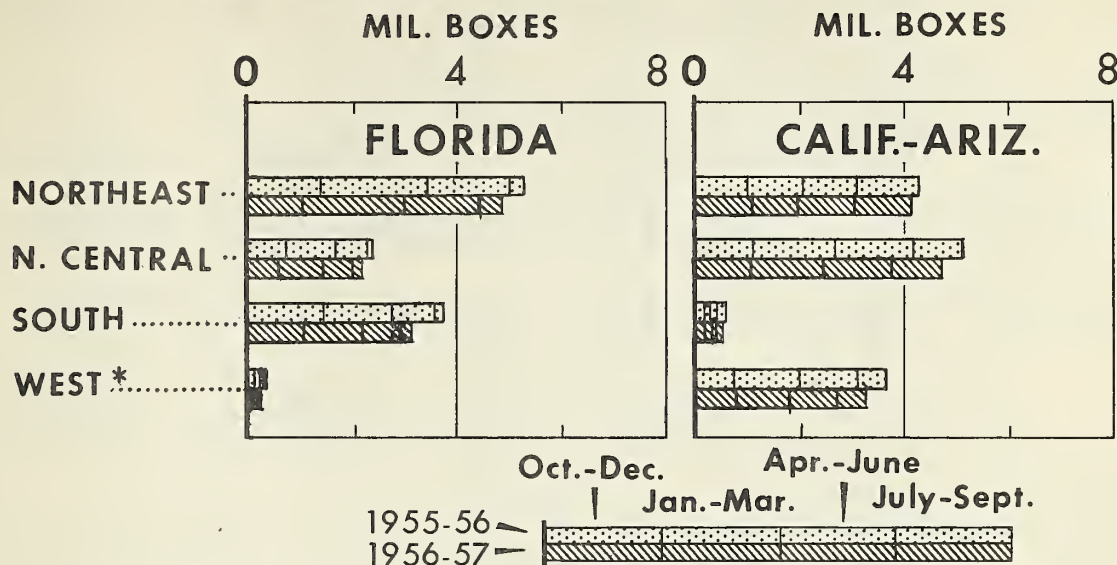 MIL. BOXES MIL. BOXES
0 4 8 0 4 8
FLORIDA CALIF.-ARIZ.
NORTHEAST ..
N. CENTRAL ..
SOUTH ............
WEST * ............
Oct.-Dec. Apr.-June
Jan.-Mar. July-Sept.
1955-56
1956-57